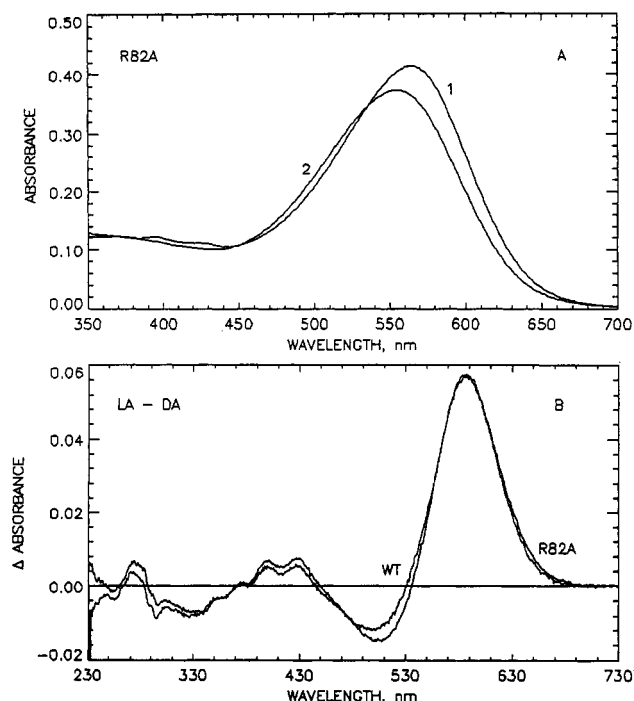 0.50
R82A
A
0.40
1
0.30
2
0.20
0.10
0.00
ABSORBANCE
350 400 450 500 550 600 650 700
WAVELENGTH, nm
0.06
LA - DA
B
0.04
0.02
WT
R82A
0.00
-0.02
Δ ABSORBANCE
230 330 430 530 630 730
WAVELENGTH, nm